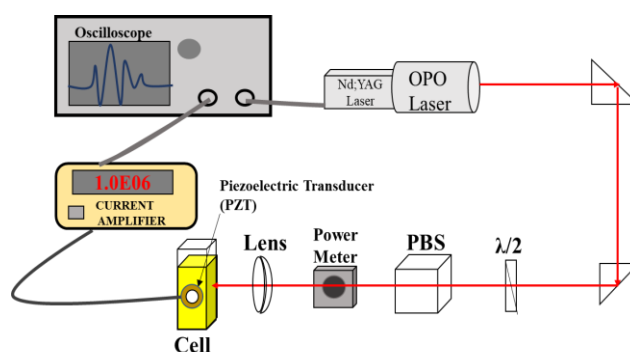 Oscilloscope
Nd;YAG
Laser
OPO
Laser
1.0E06
CURRENT
AMPLIFIER
Piezoelectric Transducer
(PZT)
Lens
Power
Meter
PBS
λ/2
Cell